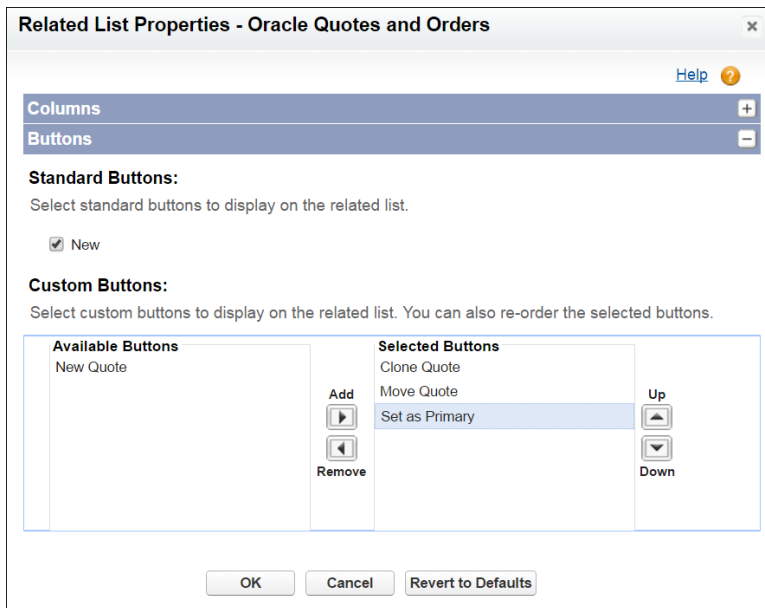 Related List Properties - Oracle Quotes and Orders
Help
Columns
Buttons
Standard Buttons:
Select standard buttons to display on the related list.
New
Custom Buttons:
Select custom buttons to display on the related list. You can also re-order the selected buttons.
Available Buttons
New Quote
Add
Remove
Selected Buttons
Clone Quote
Move Quote
Set as Primary
Up
Down
OK
Cancel
Revert to Defaults